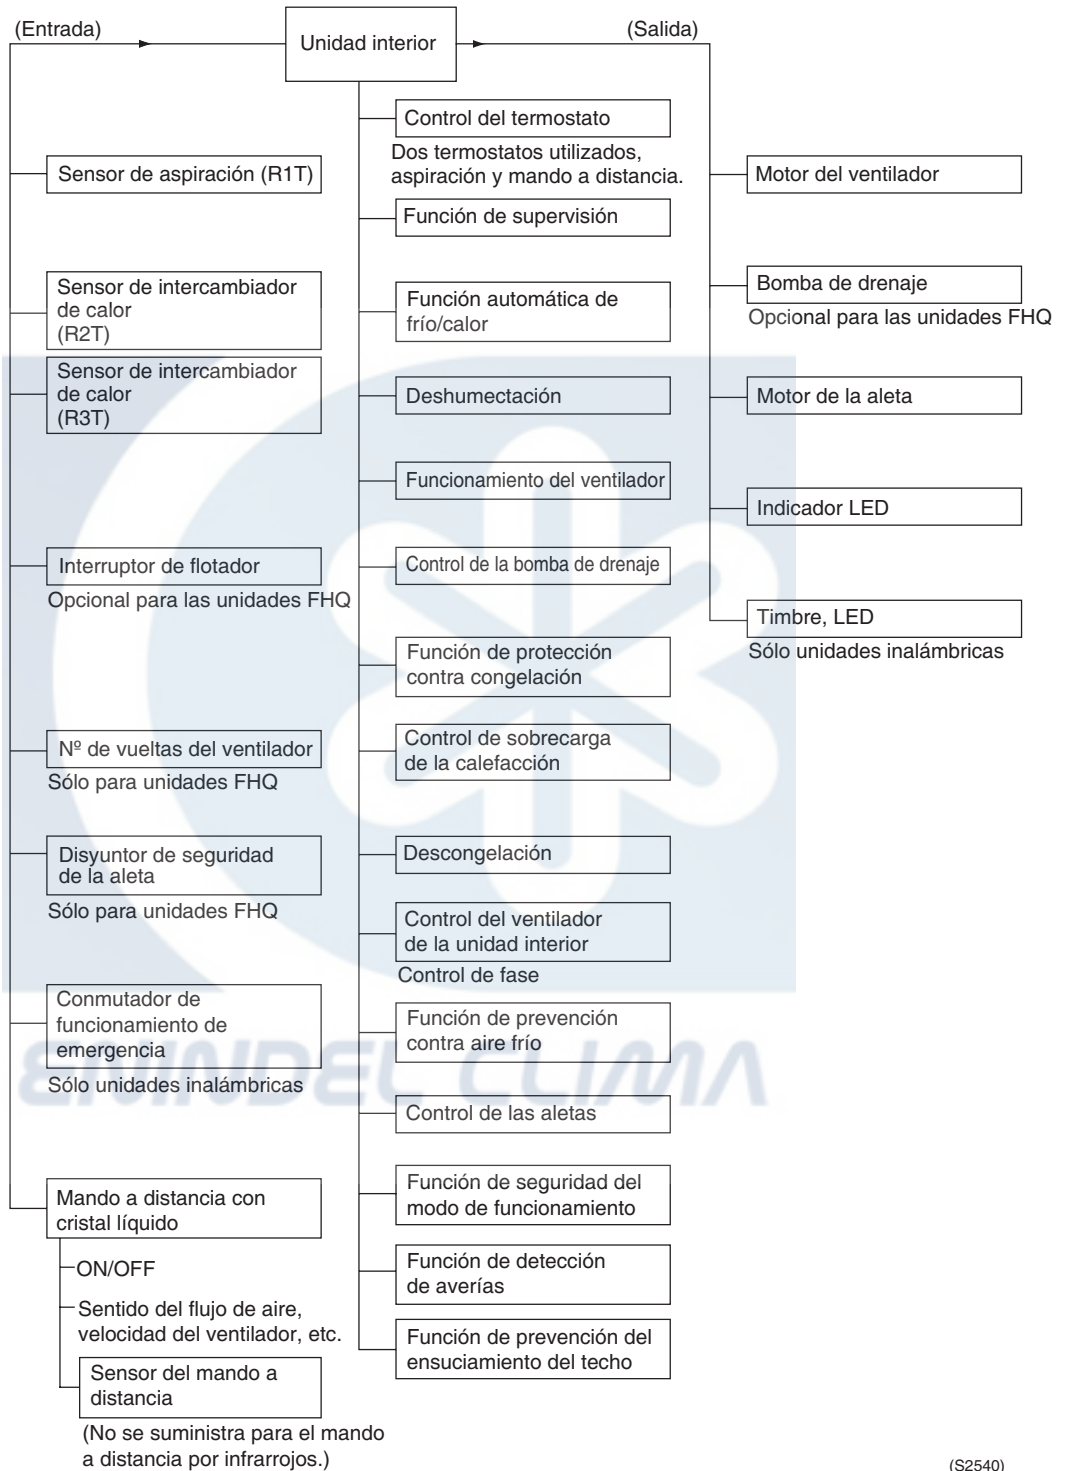 (Entrada)
Unidad interior
(Salida)
Sensor de aspiración (R1T)
Sensor de intercambiador
de calor
(R2T)
Sensor de intercambiador
de calor
(R3T)
Interruptor de flotador
Opcional para las unidades FHQ
Nº de vueltas del ventilador
Sólo para unidades FHQ
Disyuntor de seguridad
de la aleta
Sólo para unidades FHQ
Conmutador de
funcionamiento de
emergencia
Sólo unidades inalámbricas
Mando a distancia con
cristal líquido
ON/OFF
Sentido del flujo de aire,
velocidad del ventilador, etc.
Sensor del mando a
distancia
(No se suministra para el mando
a distancia por infrarrojos.)
Control del termostato
Dos termostatos utilizados,
aspiración y mando a distancia.
Función de supervisión
Función automática de
frío/calor
Deshumectación
Funcionamiento del ventilador
Control de la bomba de drenaje
Función de protección
contra congelación
Control de sobrecarga
de la calefacción
Descongelación
Control del ventilador
de la unidad interior
Control de fase
Función de prevención
contra aire frío
Control de las aletas
Función de seguridad del
modo de funcionamiento
Función de detección
de averías
Función de prevención del
ensuciamiento del techo
Motor del ventilador
Bomba de drenaje
Opcional para las unidades FHQ
Motor de la aleta
Indicador LED
Timbre, LED
Sólo unidades inalámbricas
ENINDEL CLIMA
(S2540)